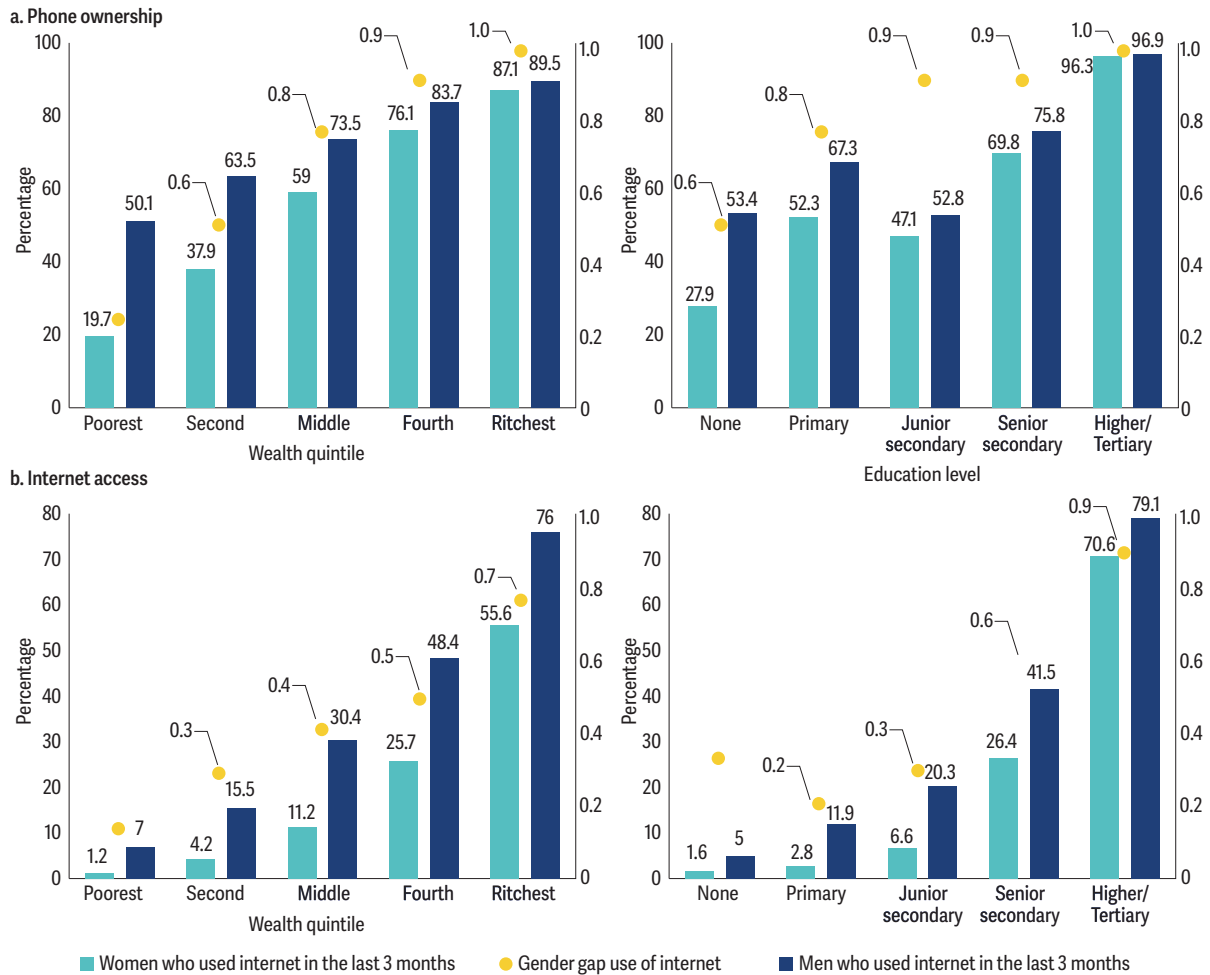 a. Phone ownership
100
80
60
40
20
0
Percentage
1.0
0.8
0.6
0.4
0.2
0
19.7
50.1
0.6
37.9
63.5
0.8
59
73.5
0.9
76.1
83.7
1.0
87.1
89.5
Poorest
Second
Middle
Fourth
Ritchest
Wealth quintile
100
80
60
40
20
0
Percentage
1.0
0.8
0.6
0.4
0.2
0
0.6
27.9
53.4
0.8
52.3
67.3
0.9
47.1
52.8
0.9
69.8
75.8
1.0
96.3
96.9
None
Primary
Junior
secondary
Senior
secondary
Higher/
Tertiary
Education level
b. Internet access
80
70
60
50
40
30
20
10
0
Percentage
1.0
0.8
0.6
0.4
0.2
0
1.2
7
0.3
4.2
15.5
0.4
11.2
30.4
0.5
25.7
48.4
0.7
55.6
76
Poorest
Second
Middle
Fourth
Ritchest
Wealth quintile
80
70
60
50
40
30
20
10
0
Percentage
1.0
0.8
0.6
0.4
0.2
0
1.6
5
0.2
2.8
11.9
0.3
6.6
20.3
0.6
26.4
41.5
0.9
70.6
79.1
None
Primary
Junior
secondary
Senior
secondary
Higher/
Tertiary
Women who used internet in the last 3 months
Gender gap use of internet
Men who used internet in the last 3 months